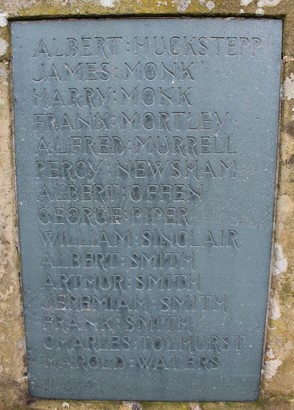 ALBERT : MUCKSTEPP
JAMES : MONK
HARRY : MONK
FRANK : MORTLEY
ALFRED : MURRELL
PERCY : NEWSHAM
ALBERT : OFFEN
GEORGE : PIPER
WILLIAM : SINCLAIR
ALBERT : SMITH
ARTHUR : SMITH
JEREMIAH : SMITH
FRANK : SMITH
CHARLES : TOLHURST
HAROLD : WATERS